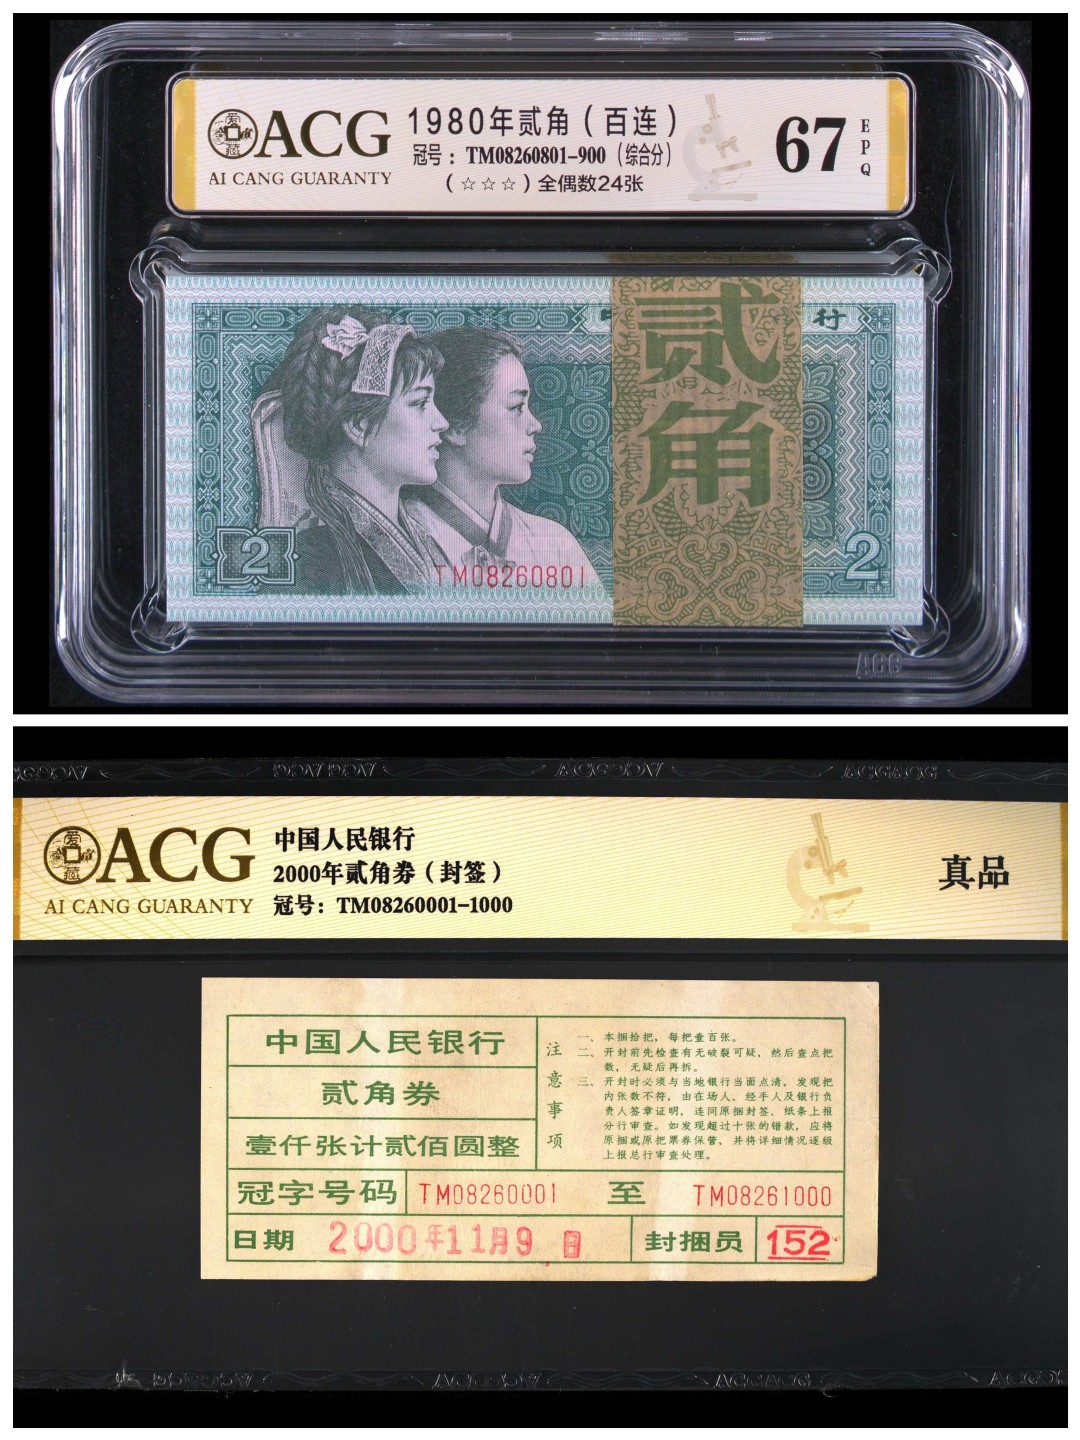 ACG
AI CANG GUARANTY
1980年贰角(百连)
冠号：TM08260801-900 (综合分)
(☆☆☆)全偶数24张
67
EPQ
行
贰角
2
TM08260801
2
ACG
ACG
AI CANG GUARANTY
中国人民银行
2000年贰角券(封签)
冠号：TM08260001-1000
真品
中国人民银行
贰角券
壹仟张计贰佰圆整
注意事项
一、本捆拾把，每把壹百张。
二、开封前先检查有无破裂可疑，然后查点把
数，无疑后再拆。
三、开封时必须与当地银行当面点清，发现把
内张数不符，由在场人、经手人及银行负
责人签章证明，连同原捆封签、纸条上报
分行审查。如发现超过十张的错款，应将
原捆或原把票券保管，并将详细情况逐级
上报总行审查处理。
冠字号码 TM08260001 至 TM08261000
日期 2000年11月9日 封捆员 152